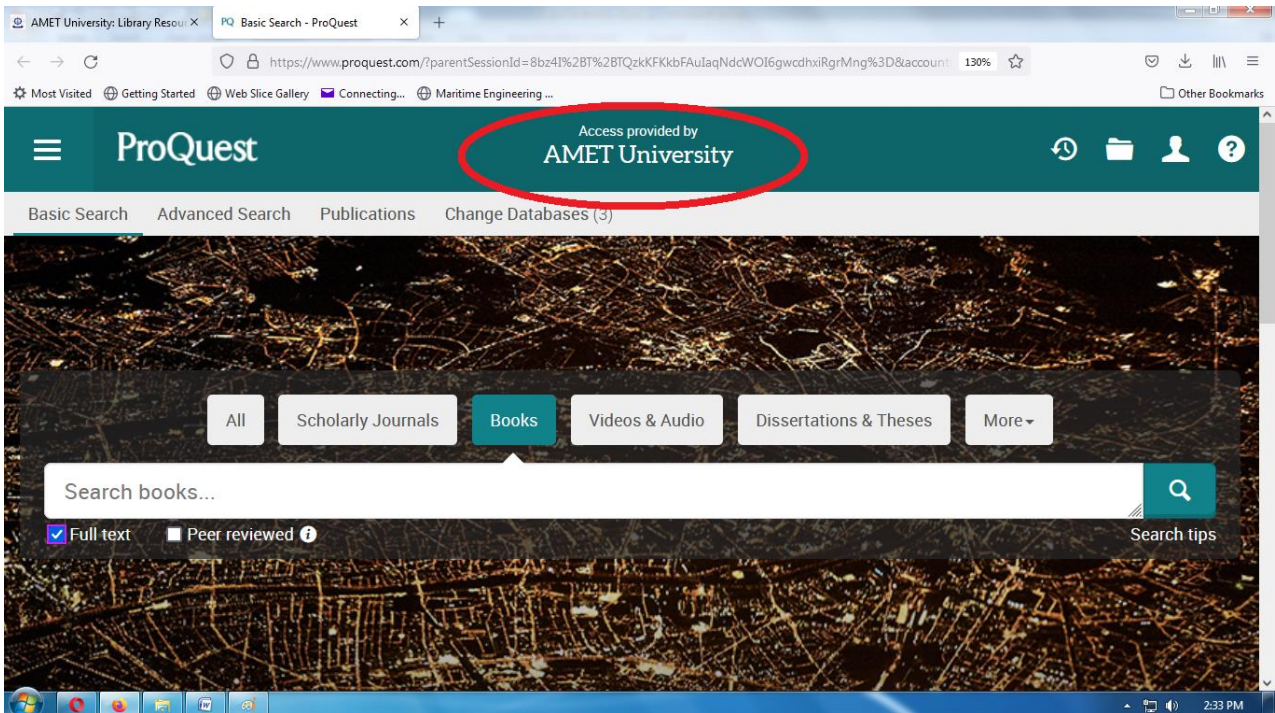 AMET University: Library Resour
PQ Basic Search - ProQuest
https://www.proquest.com/?parentSessionId=8bz4I%2BT%2BTQzkKFKkbFAuIaqNdcWOI6gwcdhxiRgrMng%3D&account
130%
Most Visited Getting Started Web Slice Gallery Connecting... Maritime Engineering ... Other Bookmarks
ProQuest
Access provided by
AMET University
Basic Search Advanced Search Publications Change Databases (3)
All Scholarly Journals Books Videos & Audio Dissertations & Theses More
Search books...
Full text Peer reviewed Search tips
2:33 PM